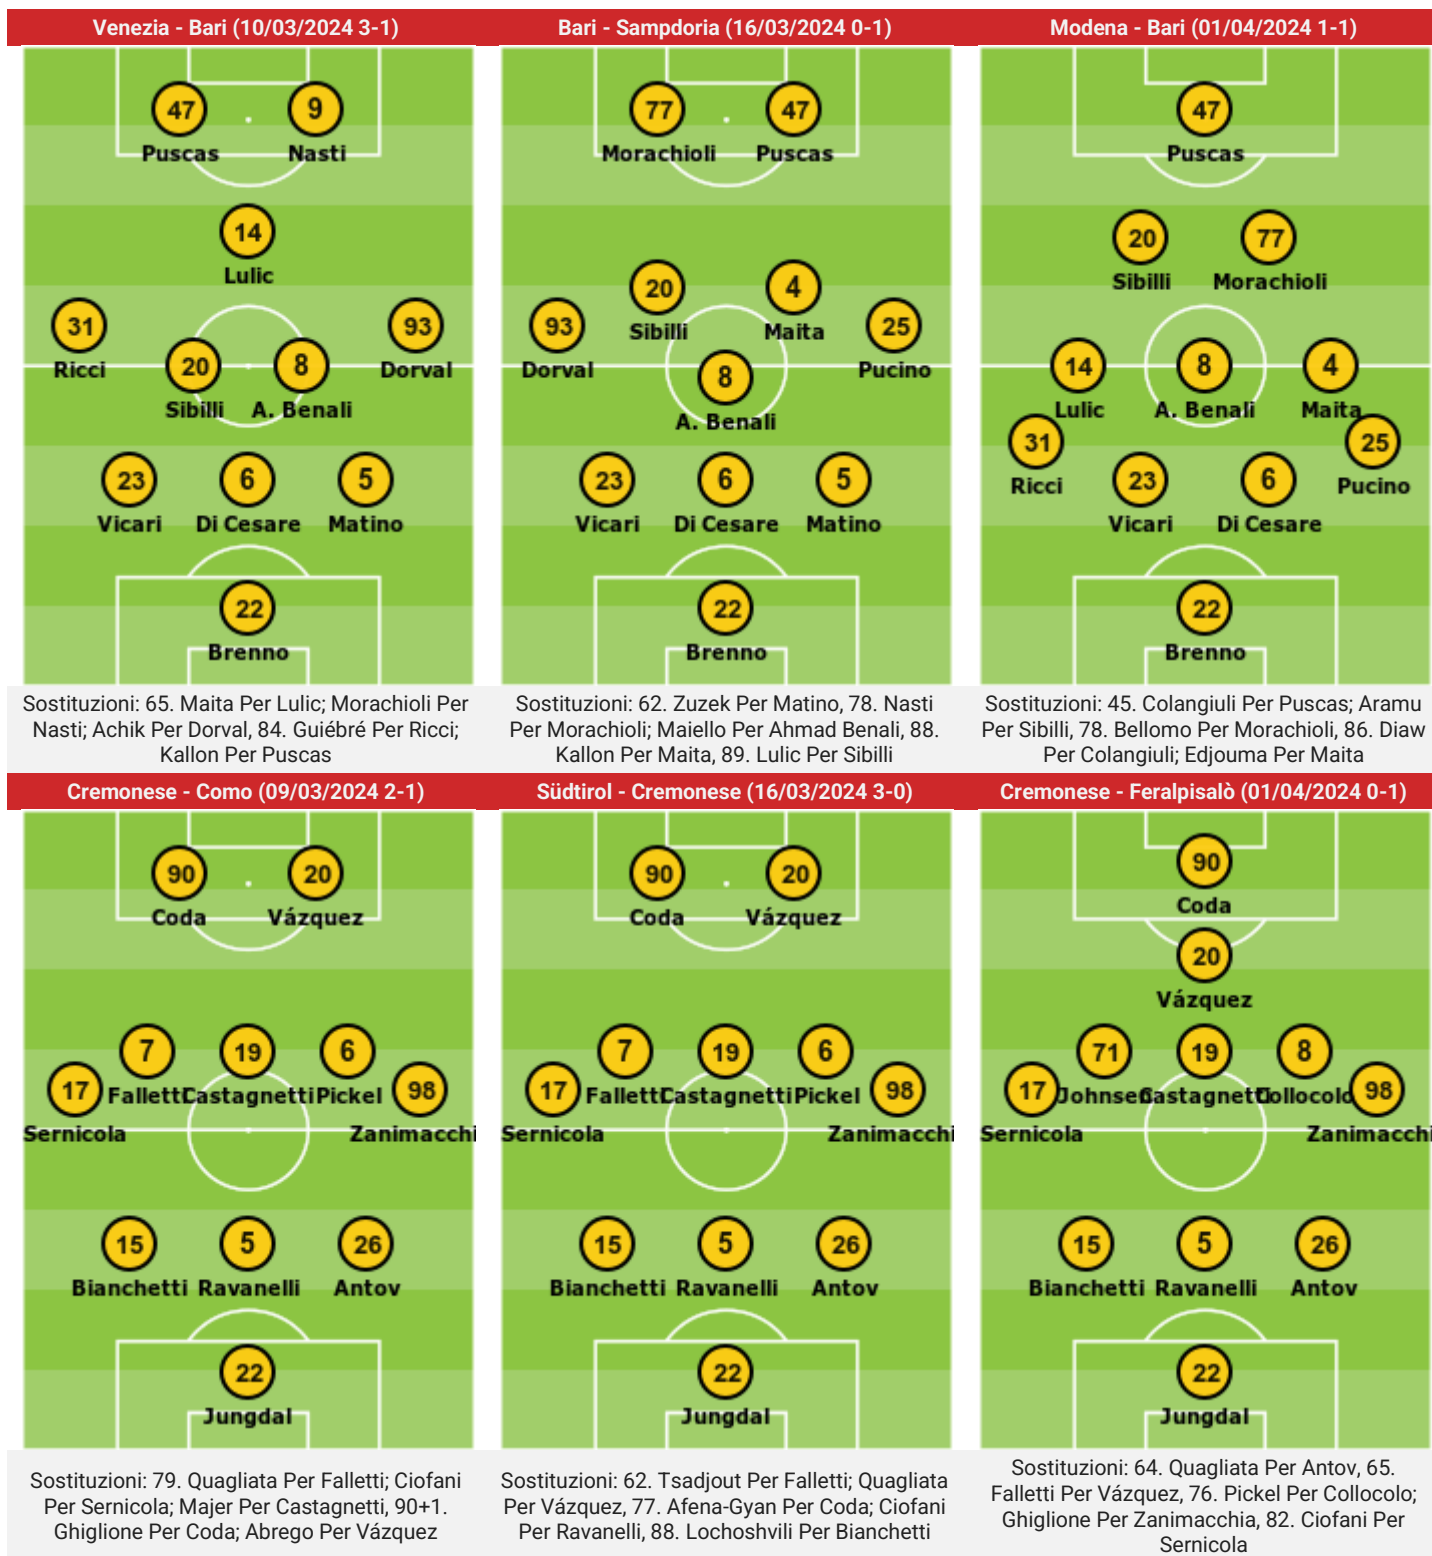 Venezia - Bari (10/03/2024 3-1)
47
9
Puscas
Nasti
14
Lulic
31
93
Ricci
20
8
Dorval
Sibilli
A. Benali
23
6
5
Vicari
Di Cesare
Matino
22
Brenno
Sostituzioni: 65. Maita Per Lulic; Morachioli Per
Nasti; Achik Per Dorval, 84. Guiébré Per Ricci;
Kallon Per Puscas
Bari - Sampdoria (16/03/2024 0-1)
77
47
Morachioli
Puscas
20
4
93
Sibilli
Maita
25
Dorval
8
Pucino
A. Benali
23
6
5
Vicari
Di Cesare
Matino
22
Brenno
Sostituzioni: 62. Zuzek Per Matino, 78. Nasti
Per Morachioli; Maiello Per Ahmad Benali, 88.
Kallon Per Maita, 89. Lulic Per Sibilli
Modena - Bari (01/04/2024 1-1)
47
Puscas
20
77
Sibilli
Morachioli
14
8
4
Lulic
A. Benali
Maita
31
25
Ricci
23
6
Pucino
Vicari
Di Cesare
22
Brenno
Sostituzioni: 45. Colangiuli Per Puscas; Aramu
Per Sibilli, 78. Bellomo Per Morachioli, 86. Diaw
Per Colangiuli; Edjouma Per Maita
Cremonese - Como (09/03/2024 2-1)
90
20
Coda
Vázquez
7
19
6
17
Falletti
Castagnetti
Pickel
98
Sernicola
Zanimacchi
15
5
26
Bianchetti
Ravanelli
Antov
22
Jungdal
Sostituzioni: 79. Quagliata Per Falletti; Ciofani
Per Sernicola; Majer Per Castagnetti, 90+1.
Ghiglione Per Coda; Abrego Per Vázquez
Südtirol - Cremonese (16/03/2024 3-0)
90
20
Coda
Vázquez
7
19
6
17
Falletti
Castagnetti
Pickel
98
Sernicola
Zanimacchi
15
5
26
Bianchetti
Ravanelli
Antov
22
Jungdal
Sostituzioni: 62. Tsadjout Per Falletti; Quagliata
Per Vázquez, 77. Afena-Gyan Per Coda; Ciofani
Per Ravanelli, 88. Lochoshvili Per Bianchetti
Cremonese - Feralpisalò (01/04/2024 0-1)
90
Coda
20
Vázquez
71
19
8
17
Johnsen
Castagnetti
Collocolo
98
Sernicola
Zanimacchi
15
5
26
Bianchetti
Ravanelli
Antov
22
Jungdal
Sostituzioni: 64. Quagliata Per Antov, 65.
Falletti Per Vázquez, 76. Pickel Per Collocolo;
Ghiglione Per Zanimacchia, 82. Ciofani Per
Sernicola